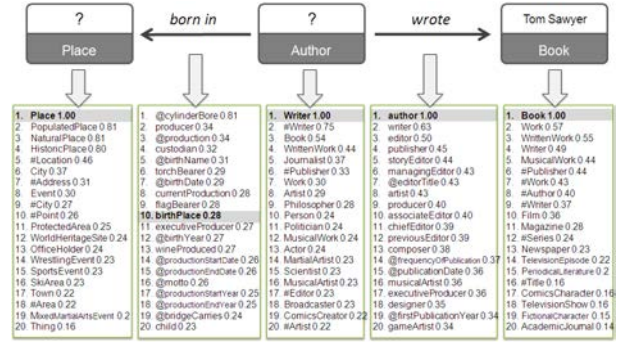 ?
born in
?
wrote
Tom Sawyer
Place
Author
Book
1. Place 1.00
2. PopulatedPlace 0.81
3. NaturalPlace 0.81
4. HistoricPlace 0.80
5. #Location 0.46
6. City 0.37
7. #Address 0.31
8. Event 0.30
9. #City 0.27
10. #Point 0.26
11. ProtectedArea 0.25
12. WorldHeritageSite 0.24
13. OfficeHolder 0.24
14. WrestlingEvent 0.23
15. SportsEvent 0.23
16. SkiArea 0.23
17. Town 0.22
18. #Area 0.22
19. MixedMartialArtsEvent 0.2
20. Thing 0.16
1. @cylinderBore 0.81
2. producer 0.34
3. @production 0.34
4. custodian 0.32
5. @birthName 0.31
6. torchBearer 0.29
7. @birthDate 0.29
8. currentProduction 0.28
9. flagBearer 0.28
10. birthPlace 0.28
11. executiveProducer 0.27
12. @birthYear 0.27
13. wineProduced 0.27
14. @productionStartDate 0.26
15. @productionEndDate 0.26
16. @motto 0.26
17. @productionStartYear 0.25
18. @productionEndYear 0.25
19. @bridgeCarries 0.24
20. child 0.23
1. Writer 1.00
2. #Writer 0.75
3. Book 0.54
4. WrittenWork 0.44
5. Journalist 0.37
6. #Publisher 0.33
7. Work 0.30
8. Artist 0.29
9. Philosopher 0.28
10. Person 0.24
11. Politician 0.24
12. MusicalWork 0.24
13. Actor 0.24
14. MartialArtist 0.23
15. Scientist 0.23
16. MusicalArtist 0.23
17. #Editor 0.23
18. Broadcaster 0.23
19. ComicsCreator 0.22
20. #Artist 0.22
1. author 1.00
2. writer 0.63
3. editor 0.50
4. publisher 0.45
5. storyEditor 0.44
6. managingEditor 0.43
7. @editorTitle 0.43
8. artist 0.43
9. producer 0.40
10. associateEditor 0.40
11. chiefEditor 0.39
12. previousEditor 0.39
13. composer 0.38
14. @frequencyOfPublication 0.37
15. @publicationDate 0.36
16. musicalArtist 0.36
17. executiveProducer 0.36
18. designer 0.35
19. @firstPublicationYear 0.34
20. gameArtist 0.34
1. Book 1.00
2. Work 0.57
3. WrittenWork 0.55
4. Writer 0.49
5. MusicalWork 0.44
6. #Publisher 0.44
7. #Work 0.43
8. #Author 0.40
9. #Writer 0.37
10. Film 0.36
11. Magazine 0.28
12. #Series 0.24
13. Newspaper 0.23
14. TelevisionEpisode 0.22
15. PeriodicalLiterature 0.2
16. #Title 0.16
17. ComicsCharacter 0.16
18. TelevisionShow 0.16
19. FictionalCharacter 0.15
20. AcademicJournal 0.14